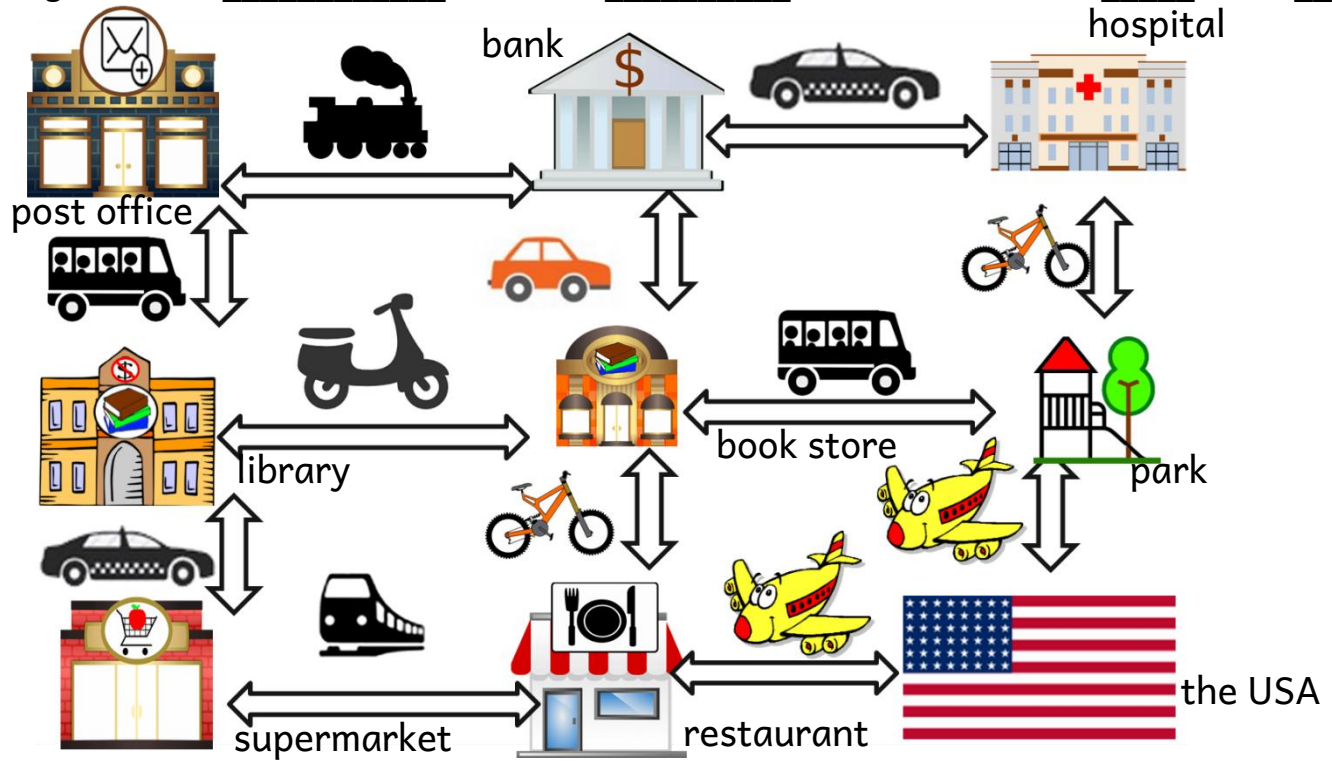 hospital
bank
$
post office
$
book store
library
park
the USA
restaurant
supermarket